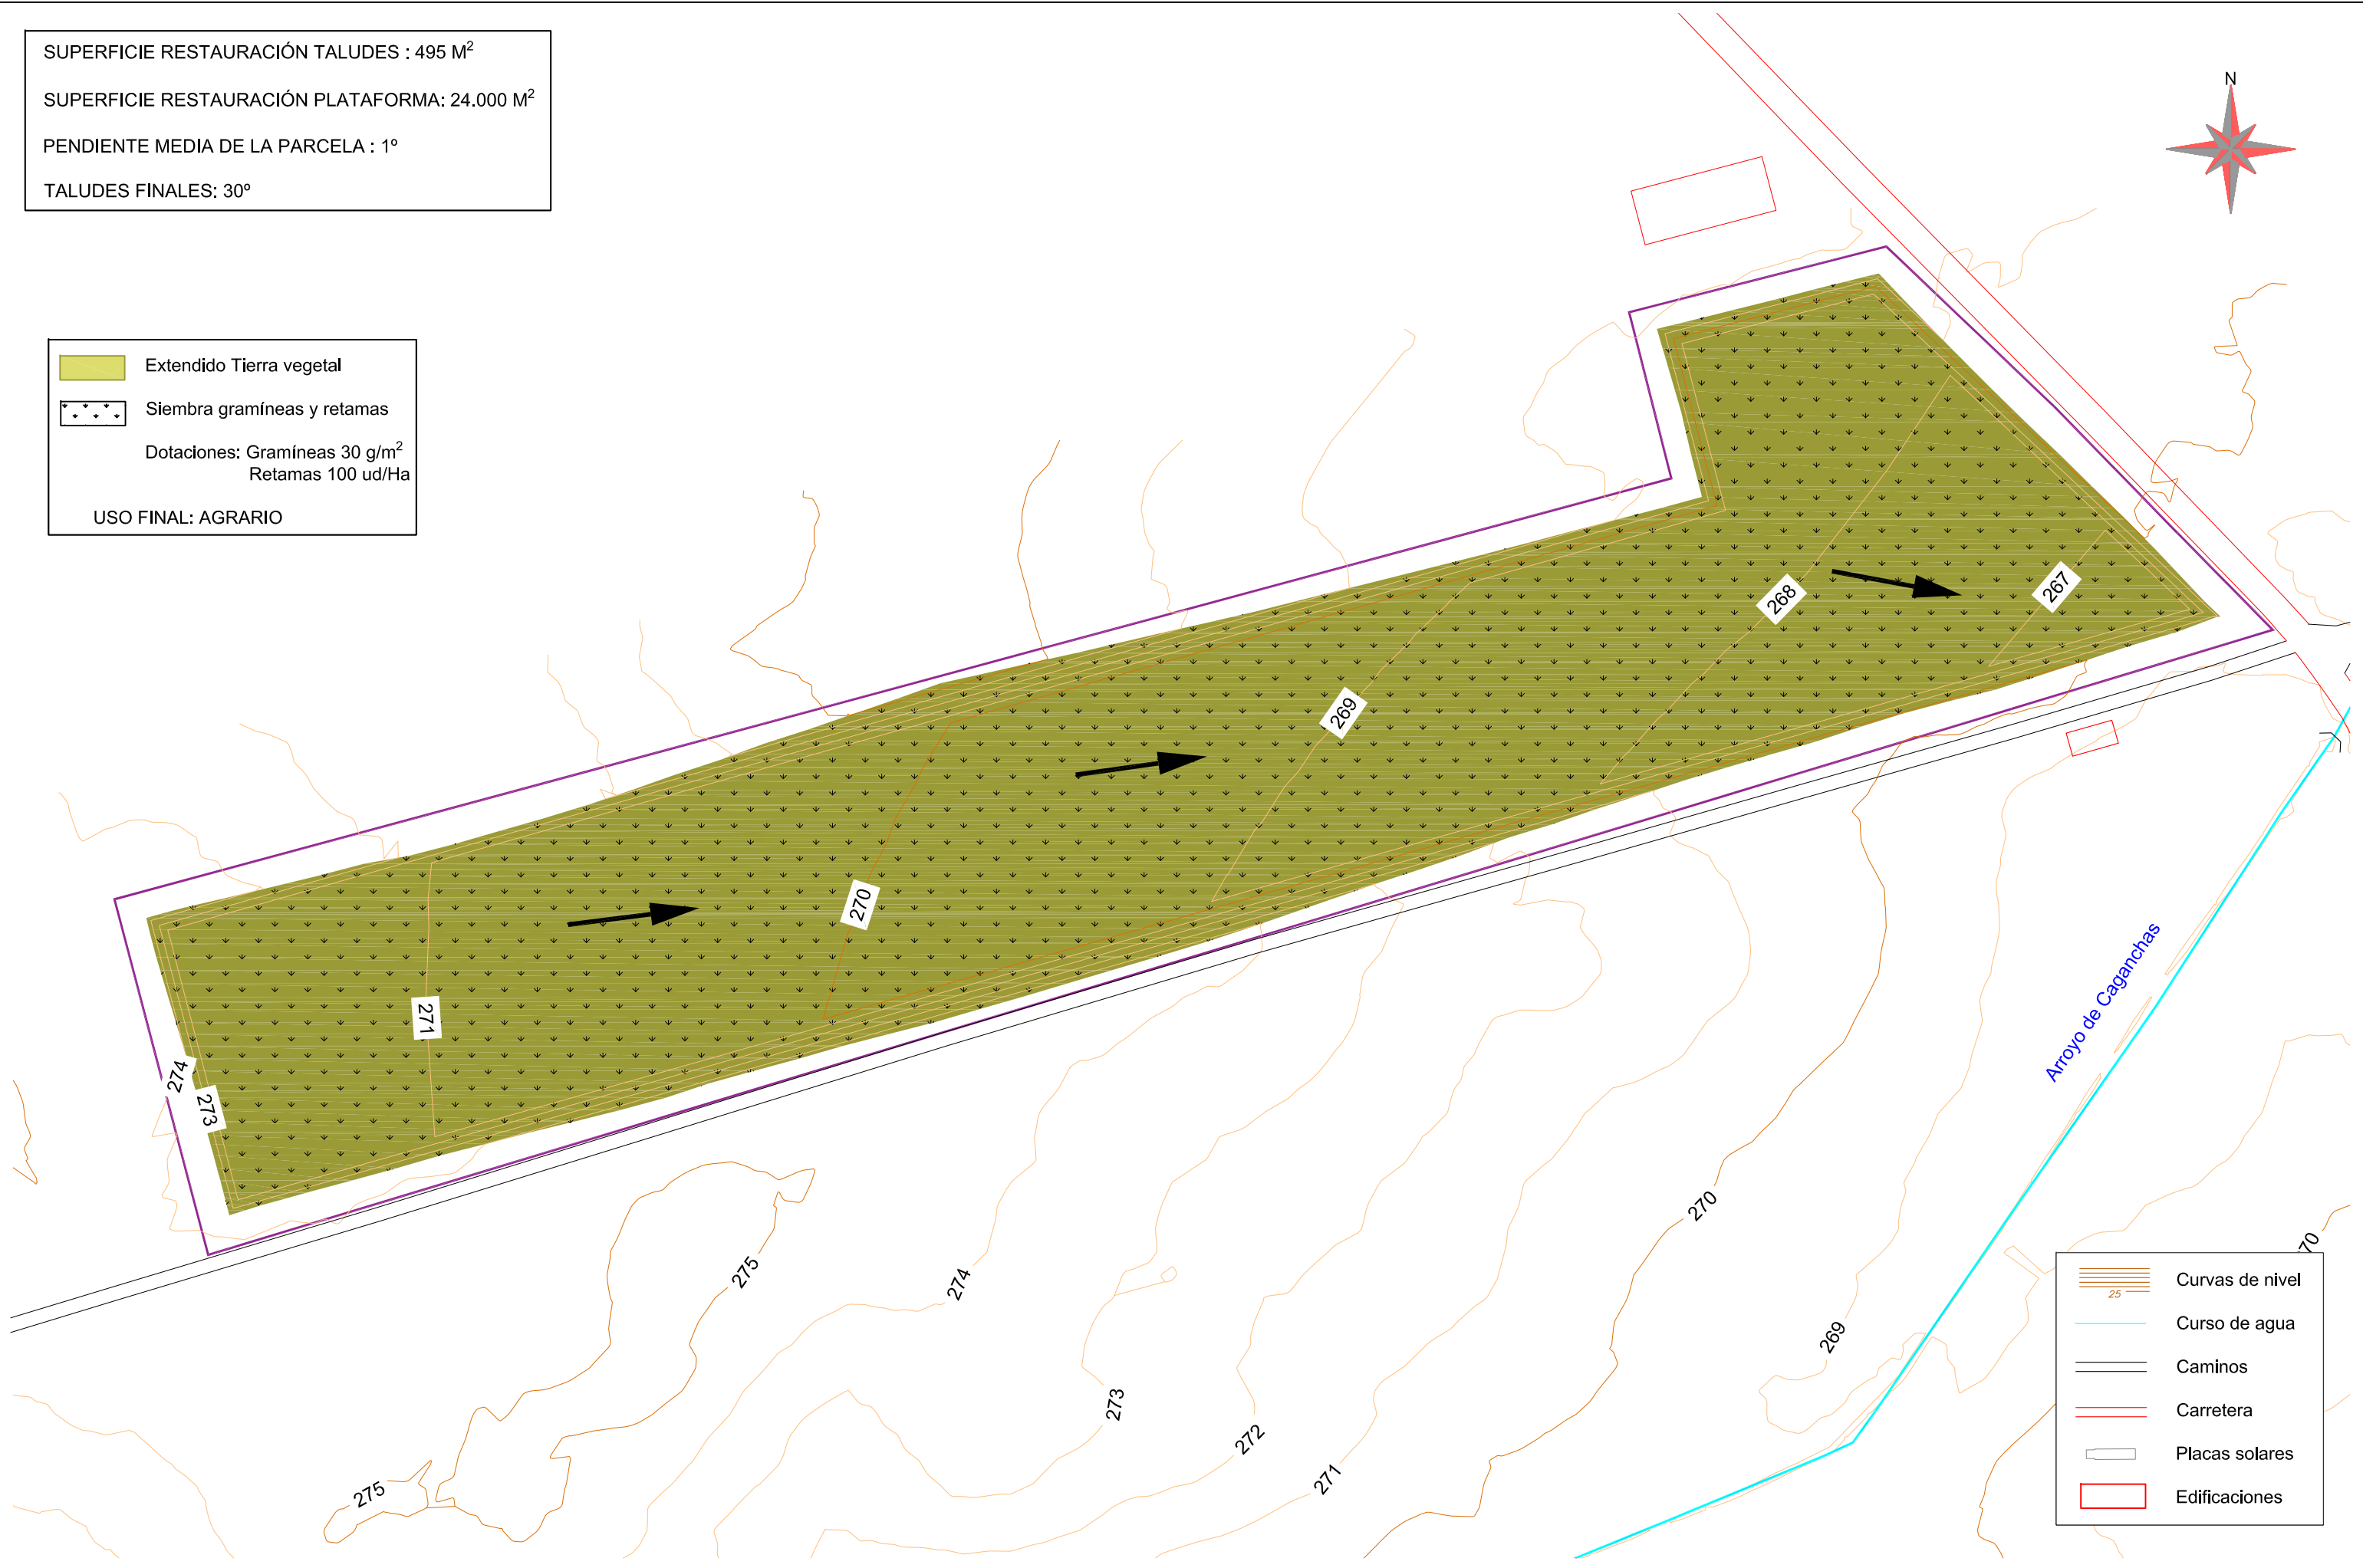 SUPERFICIE RESTAURACIÓN TALUDES : 495 M²
SUPERFICIE RESTAURACIÓN PLATAFORMA: 24.000 M²
PENDIENTE MEDIA DE LA PARCELA : 1º
TALUDES FINALES: 30º
N
Extendido Tierra vegetal
Siembra gramíneas y retamas
Dotaciones: Gramíneas 30 g/m²
Retamas 100 ud/Ha
USO FINAL: AGRARIO
267
268
269
270
271
274
273
Arroyo de Caganchas
270
275
274
269
273
272
271
275
70
Curvas de nivel
25
Curso de agua
Caminos
Carretera
Placas solares
Edificaciones